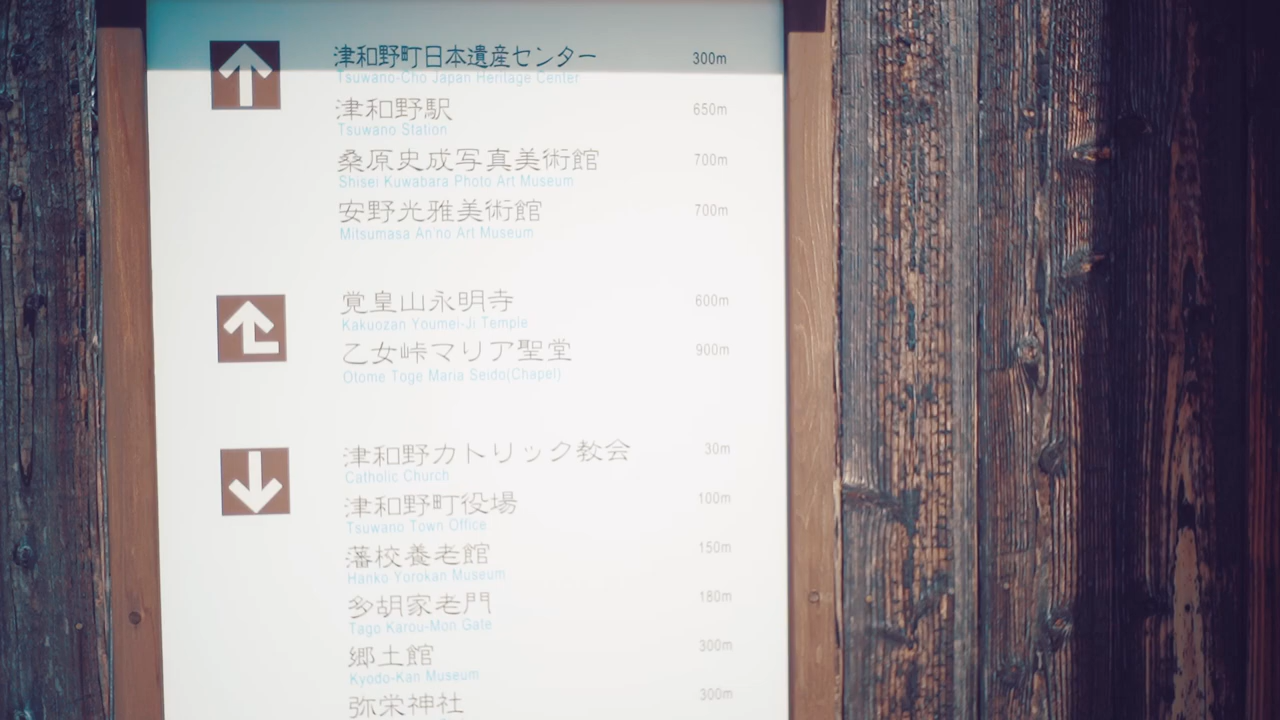 津和野町日本遺産センター 300m
Tsuwano-Cho Japan Heritage Center
津和野駅 650m
Tsuwano Station
桑原史成写真美術館 700m
Shisei Kuwabara Photo Art Museum
安野光雅美術館 700m
Mitsumasa An'no Art Museum
覚皇山永明寺 600m
Kakuozan Youmei-Ji Temple
乙女峠マリア聖堂 900m
Otome Toge Maria Seido(Chapel)
津和野カトリック教会 30m
Catholic Church
津和野町役場 100m
Tsuwano Town Office
藩校養老館 150m
Hanko Yorokan Museum
多胡家老門 180m
Tago Karou-Mon Gate
郷土館 300m
Kyodo-Kan Museum
弥栄神社 300m